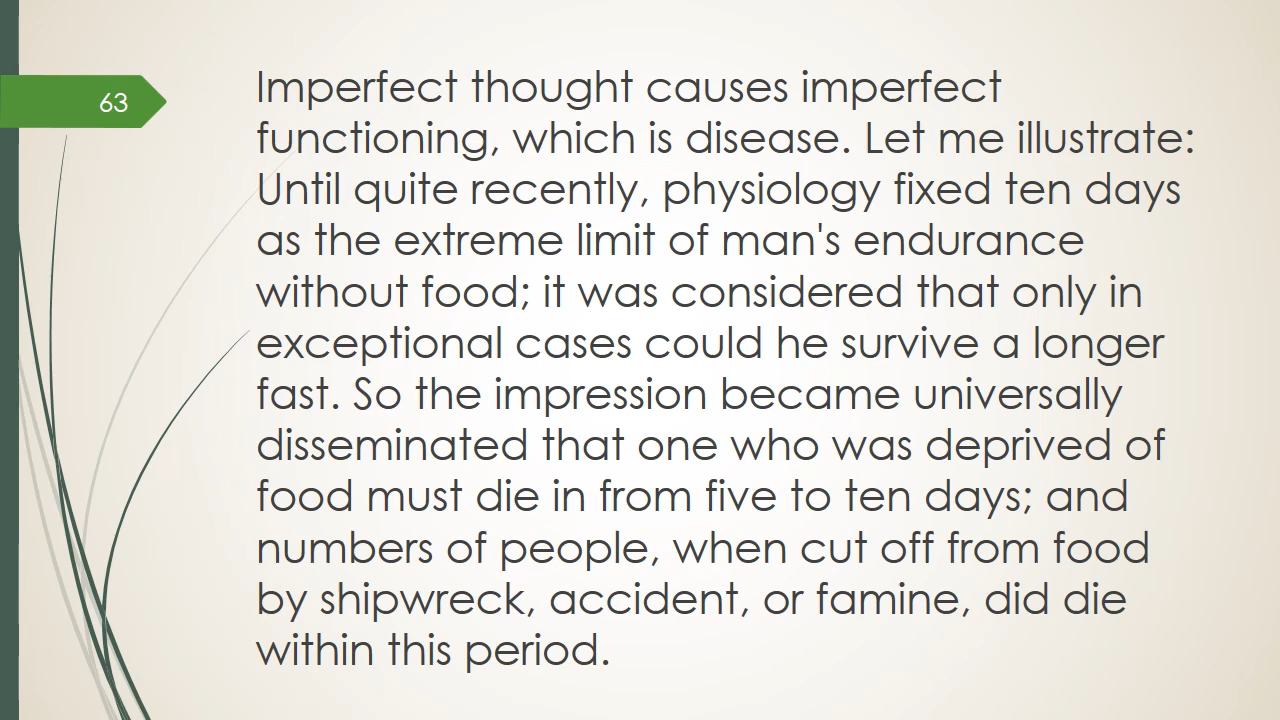 63
Imperfect thought causes imperfect
functioning, which is disease. Let me illustrate:
Until quite recently, physiology fixed ten days
as the extreme limit of man's endurance
without food; it was considered that only in
exceptional cases could he survive a longer
fast. So the impression became universally
disseminated that one who was deprived of
food must die in from five to ten days; and
numbers of people, when cut off from food
by shipwreck, accident, or famine, did die
within this period.